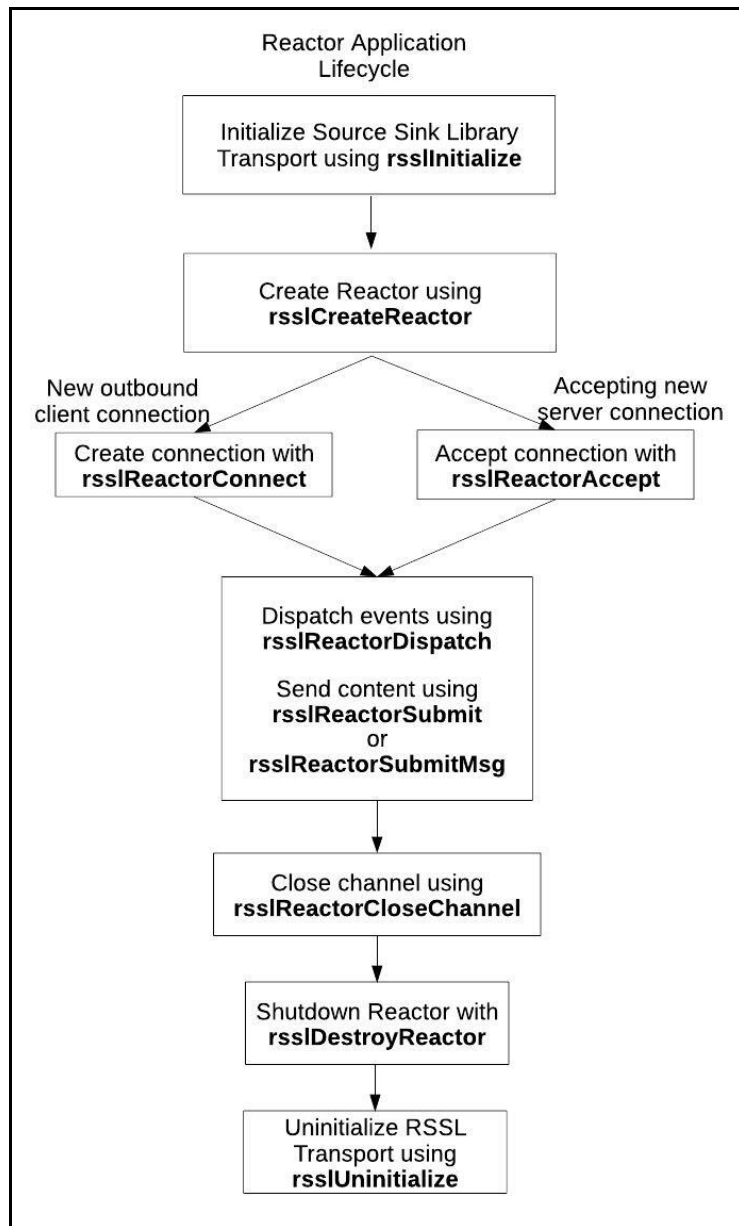 Reactor Application
Lifecycle
Initialize Source Sink Library
Transport using rsslInitialize
Create Reactor using
rsslCreateReactor
New outbound
client connection
Accepting new
server connection
Create connection with
rsslReactorConnect
Accept connection with
rsslReactorAccept
Dispatch events using
rsslReactorDispatch
Send content using
rsslReactorSubmit
or
rsslReactorSubmitMsg
Close channel using
rsslReactorCloseChannel
Shutdown Reactor with
rsslDestroyReactor
Uninitialize RSSL
Transport using
rsslUninitialize